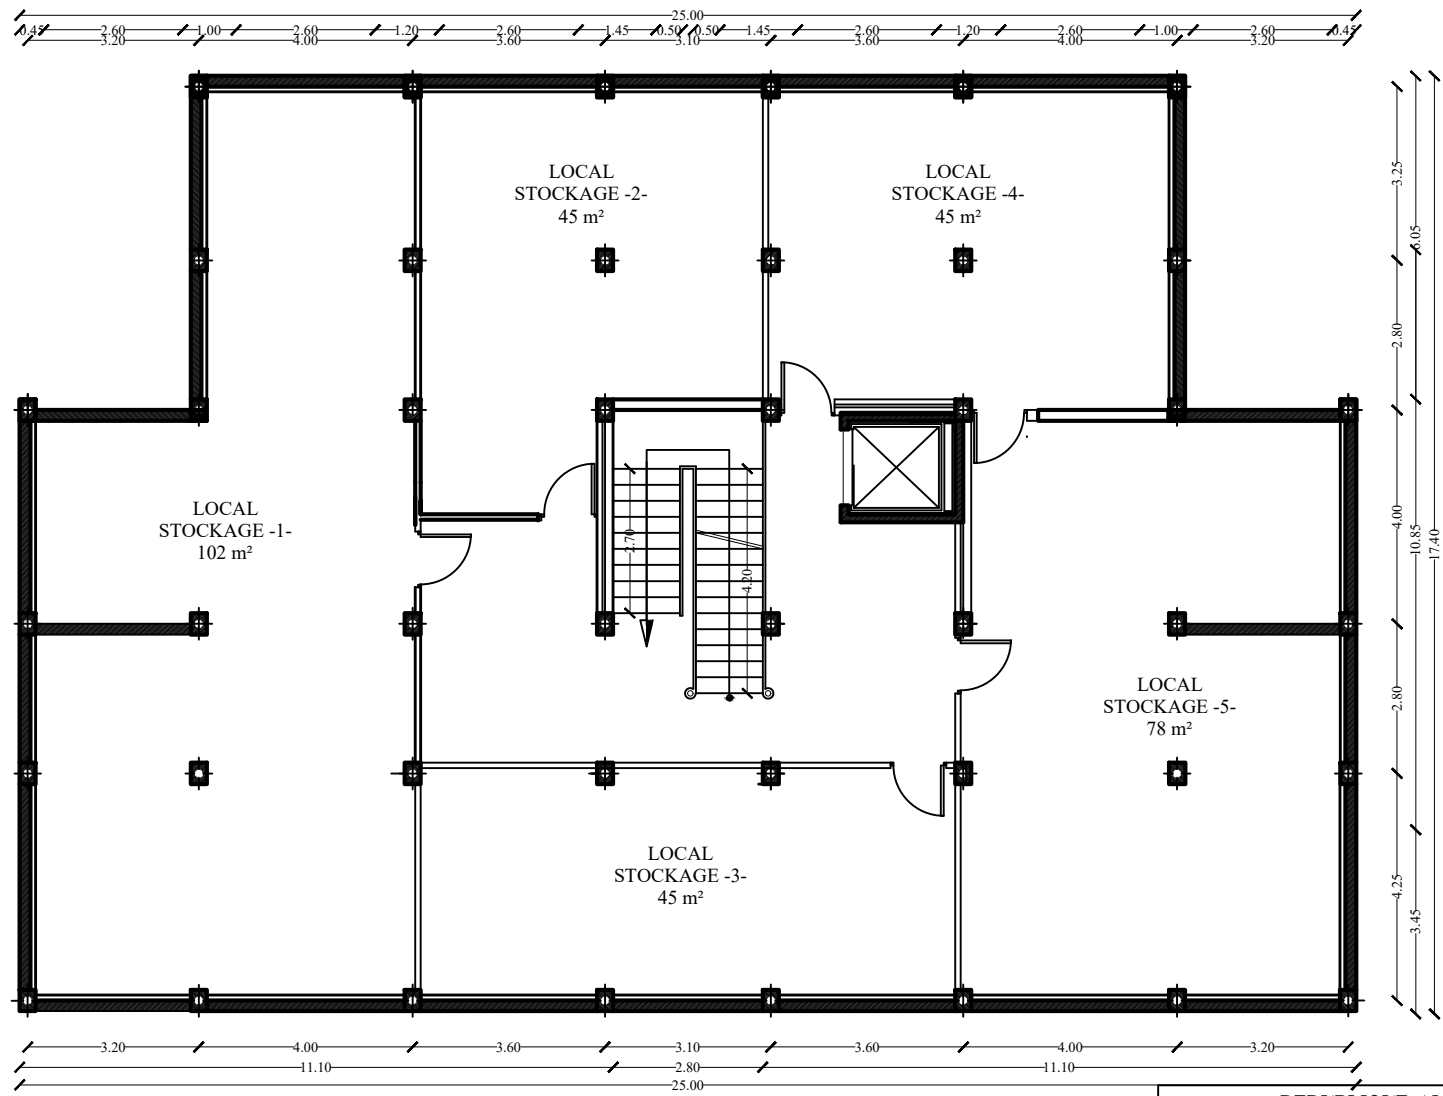 25.00
0.45 2.60 1.00 2.60 1.20 2.60 1.45 0.50 0.50 1.45 2.60 1.20 2.60 1.00 2.60 0.45
3.20 4.00 3.60 3.10 3.60 4.00 3.20
LOCAL
STOCKAGE -2-
45 m²
LOCAL
STOCKAGE -4-
45 m²
3.25
6.05
2.80
LOCAL
STOCKAGE -1-
102 m²
2.70
4.20
4.00
10.85
17.40
LOCAL
STOCKAGE -5-
78 m²
2.80
LOCAL
STOCKAGE -3-
45 m²
4.25
3.45
3.20 4.00 3.60 3.10 3.60 4.00 3.20
11.10 2.80 11.10
25.00